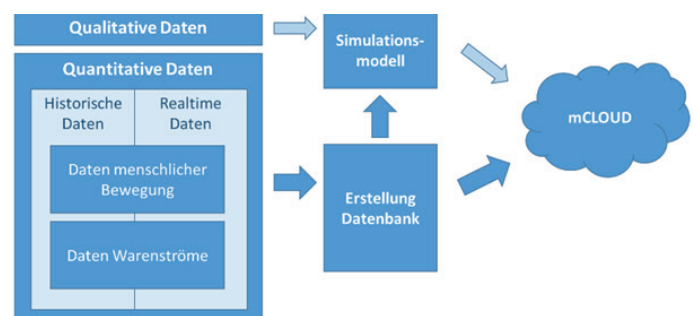 Qualitative Daten
Quantitative Daten
Historische
Daten
Realtime
Daten
Daten menschlicher
Bewegung
Daten Warenströme
Simulations-
modell
Erstellung
Datenbank
mCLOUD